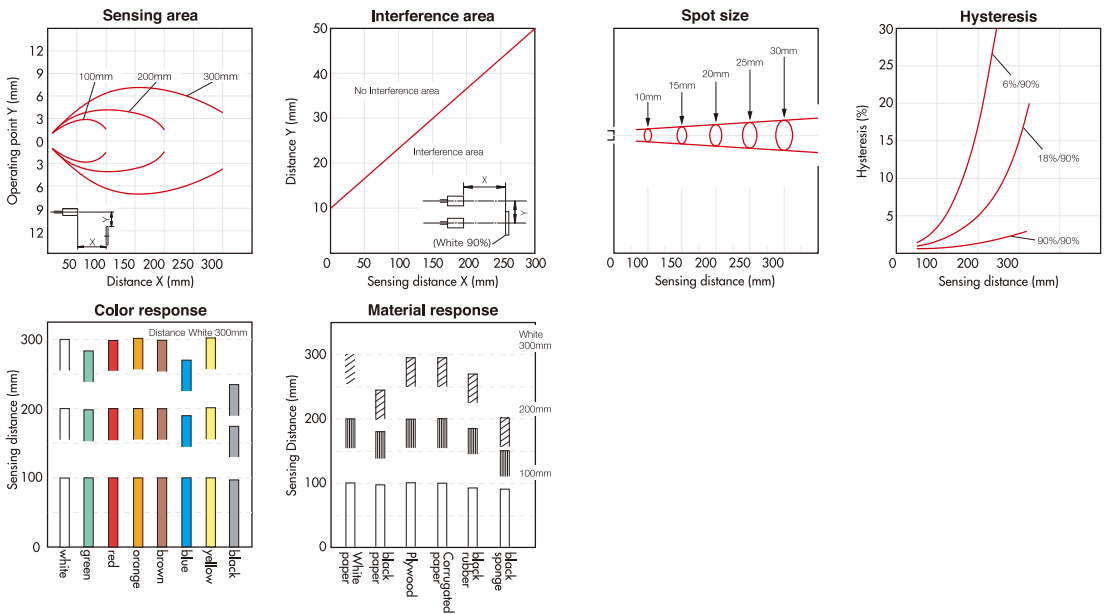 Sensing area
Operating point Y (mm)
12
9
6
3
0
3
6
9
12
100mm
200mm
300mm
X
Y
50 100 150 200 250 300
Distance X (mm)
Interference area
Distance Y (mm)
50
40
30
20
10
No Interference area
Interference area
X
Y
(White 90%)
0 50 100 150 200 250 300
Sensing distance X (mm)
Spot size
10mm
15mm
20mm
25mm
30mm
0 100 200 300
Sensing distance (mm)
Hysteresis
Hysteresis (%)
30
25
20
15
10
5
6%/90%
18%/90%
90%/90%
100 200 300
Sensing distance (mm)
Color response
Distance White 300mm
Sensing distance (mm)
300
200
100
0
white
green
red
orange
brown
blue
yellow
black
Material response
White
300mm
200mm
100mm
Sensing Distance (mm)
300
200
100
0
White
paper
black
paper
Plywood
Corrugated
paper
black
rubber
black
sponge